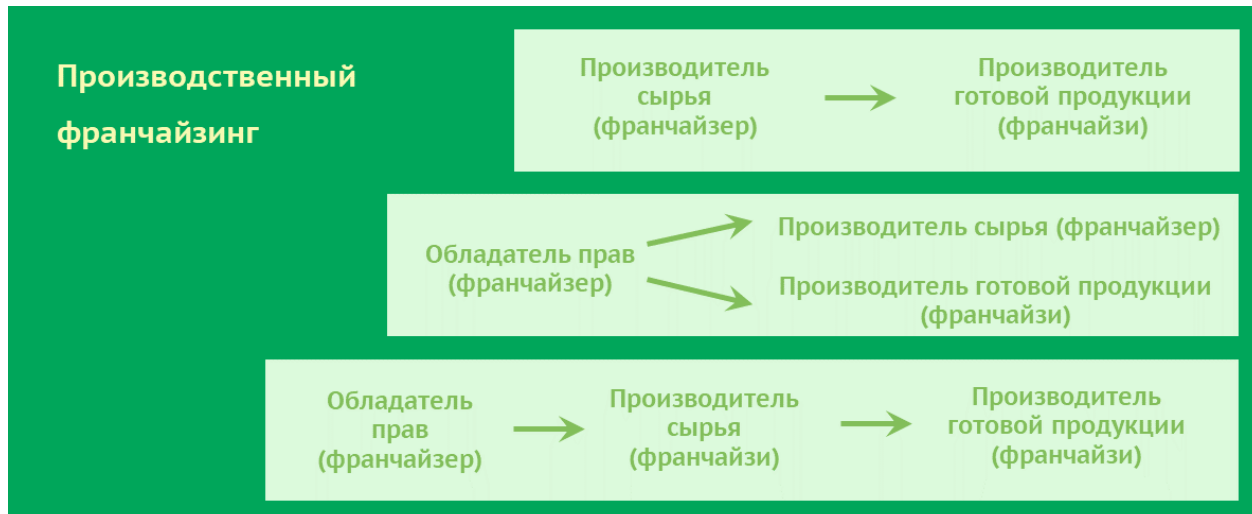 Производственный
франчайзинг
Производитель
сырья
(франчайзер)
Производитель
готовой продукции
(франчайзи)
Обладатель прав
(франчайзер)
Производитель сырья (франчайзер)
Производитель готовой продукции
(франчайзи)
Обладатель
прав
(франчайзер)
Производитель
сырья
(франчайзи)
Производитель
готовой продукции
(франчайзи)